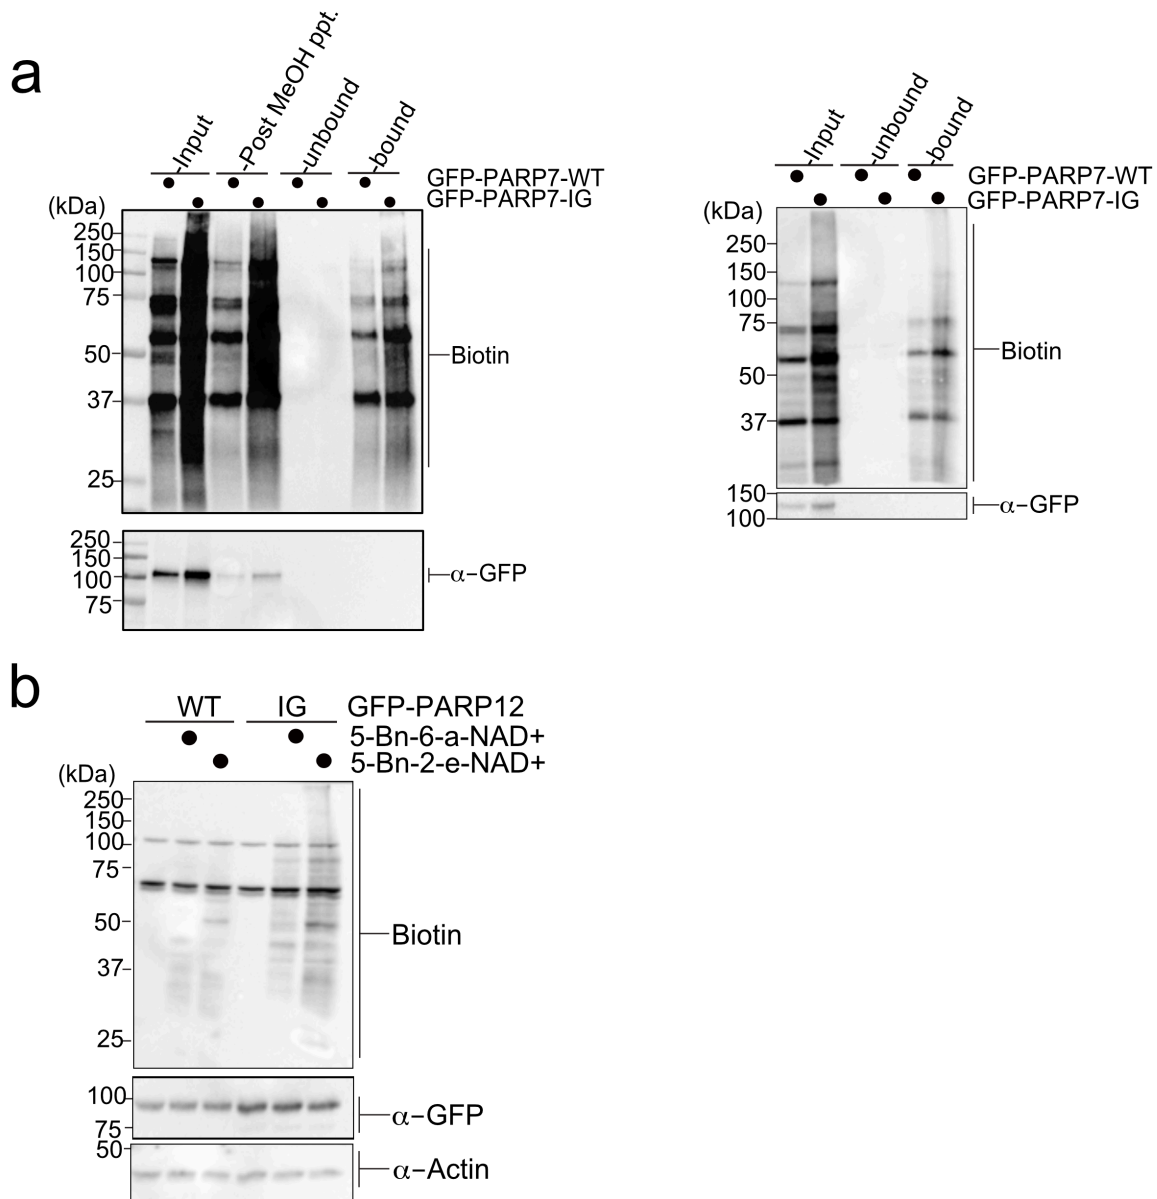 a
-Input
-Post MeOH ppt.
-unbound
-bound
GFP-PARP7-WT
GFP-PARP7-IG
(kDa)
250
150
100
75
50
37
25
Biotin
250
150
100
75
α-GFP
-Input
-unbound
-bound
GFP-PARP7-WT
GFP-PARP7-IG
(kDa)
250
150
100
75
50
37
Biotin
150
100
α-GFP
b
WT IG GFP-PARP12
5-Bn-6-a-NAD+
5-Bn-2-e-NAD+
(kDa)
250
150
100
75
50
37
25
Biotin
100
75
α-GFP
50
α-Actin